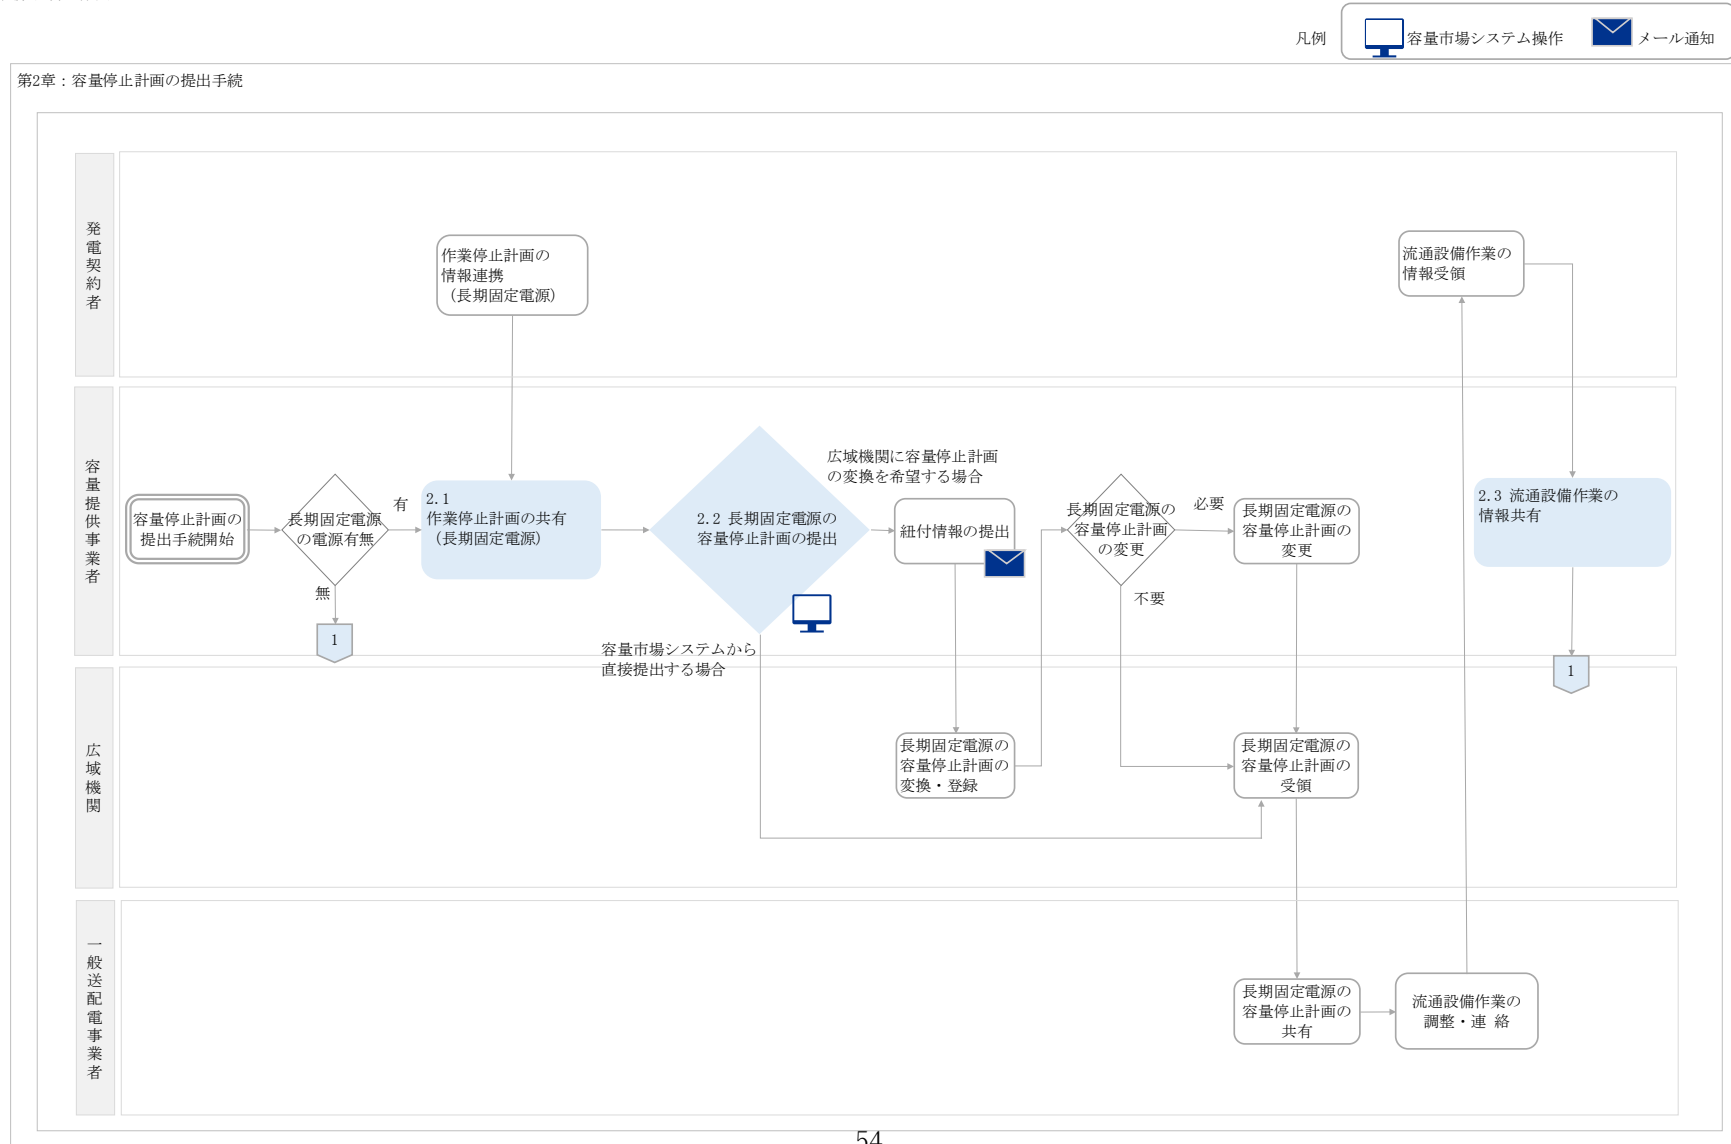 凡例
容量市場システム操作
メール通知
第2章：容量停止計画の提出手続
発電契約者
作業停止計画の
情報連携
（長期固定電源）
流通設備作業の
情報受領
容量提供事業者
容量停止計画の
提出手続開始
長期固定電源
の電源有無
有
無
1
2.1
作業停止計画の共有
（長期固定電源）
2.2 長期固定電源の
容量停止計画の提出
広域機関に容量停止計画
の変換を希望する場合
容量市場システムから
直接提出する場合
紐付情報の提出
長期固定電源の
容量停止計画
の変更
必要
不要
長期固定電源の
容量停止計画の
変更
2.3 流通設備作業の
情報共有
1
広域機関
長期固定電源の
容量停止計画の
変換・登録
長期固定電源の
容量停止計画の
受領
一般送配電事業者
長期固定電源の
容量停止計画の
共有
流通設備作業の
調整・連 絡
54